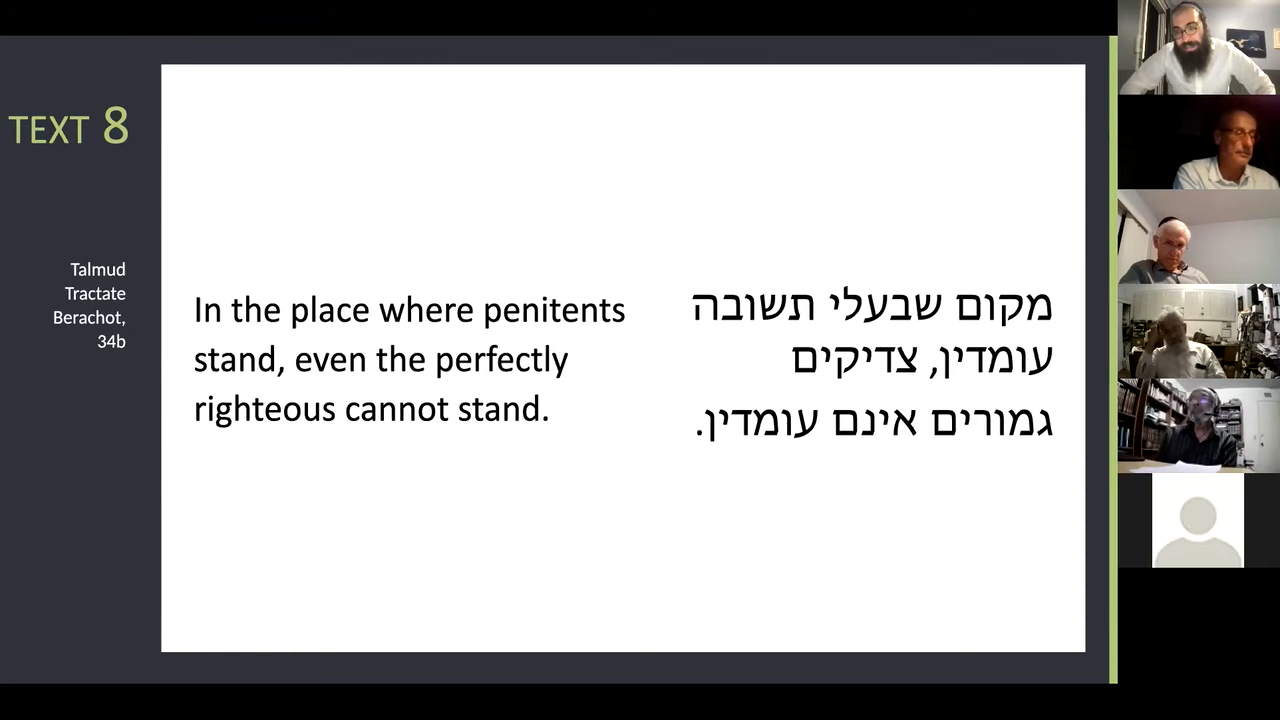 TEXT 8
Talmud
Tractate
Berachot,
34b
In the place where penitents
stand, even the perfectly
righteous cannot stand.
מקום שבעלי תשובה
עומדין, צדיקים
גמורים אינם עומדין.